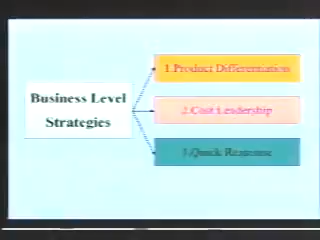 Business Level
Strategies
1.Product Differentiation
2.Cost Leadership
3.Quick Response